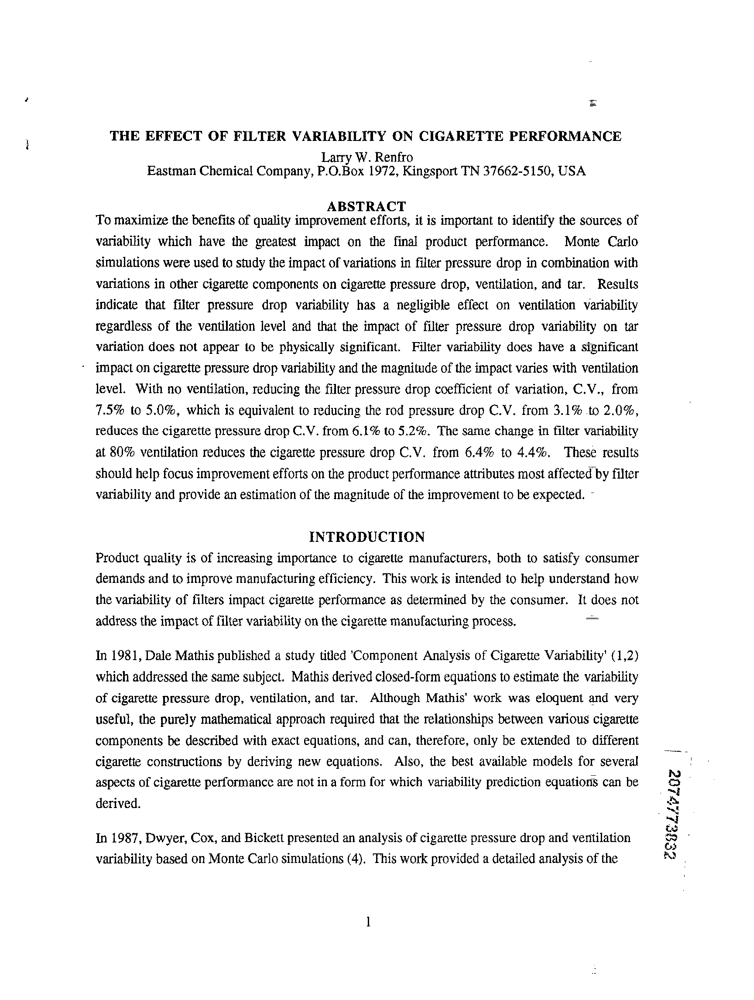 THE EFFECT OF FILTER VARIABILITY ON CIGARETTE PERFORMANCE
Larry W. Renfro
Eastman Chemical Company, P.O.Box 1972, Kingsport TN 37662-5150, USA
ABSTRACT
To maximize the benefits of quality improvement efforts, it is important to identify the sources of
variability which have the greatest impact on the final product performance. Monte Carlo
simulations were used to study the impact of variations in filter pressure drop in combination with
variations in other cigarette components on cigarette pressure drop, ventilation, and tar. Results
indicate that filter pressure drop variability has a negligible effect on ventilation variability
regardless of the ventilation level and that the impact of filter pressure drop variability on tar
variation does not appear to be physically significant. Filter variability does have a significant
impact on cigarette pressure drop variability and the magnitude of the impact varies with ventilation
level. With no ventilation, reducing the filter pressure drop coefficient of variation, C.V., from
7.5% to 5.0%, which is equivalent to reducing the rod pressure drop C.V. from 3.1% to 2.0%,
reduces the cigarette pressure drop C.V. from 6.1% to 5.2%. The same change in filter variability
at 80% ventilation reduces the cigarette pressure drop C.V. from 6.4% to 4.4%. These results
should help focus improvement efforts on the product performance attributes most affected by filter
variability and provide an estimation of the magnitude of the improvement to be expected.
INTRODUCTION
Product quality is of increasing importance to cigarette manufacturers, both to satisfy consumer
demands and to improve manufacturing efficiency. This work is intended to help understand how
the variability of filters impact cigarette performance as determined by the consumer. It does not
address the impact of filter variability on the cigarette manufacturing process.
In 1981, Dale Mathis published a study titled 'Component Analysis of Cigarette Variability' (1,2)
which addressed the same subject. Mathis derived closed-form equations to estimate the variability
of cigarette pressure drop, ventilation, and tar. Although Mathis' work was eloquent and very
useful, the purely mathematical approach required that the relationships between various cigarette
components be described with exact equations, and can, therefore, only be extended to different
cigarette constructions by deriving new equations. Also, the best available models for several
aspects of cigarette performance are not in a form for which variability prediction equations can be
derived.
In 1987, Dwyer, Cox, and Bickett presented an analysis of cigarette pressure drop and ventilation
variability based on Monte Carlo simulations (4). This work provided a detailed analysis of the
2074773832
1